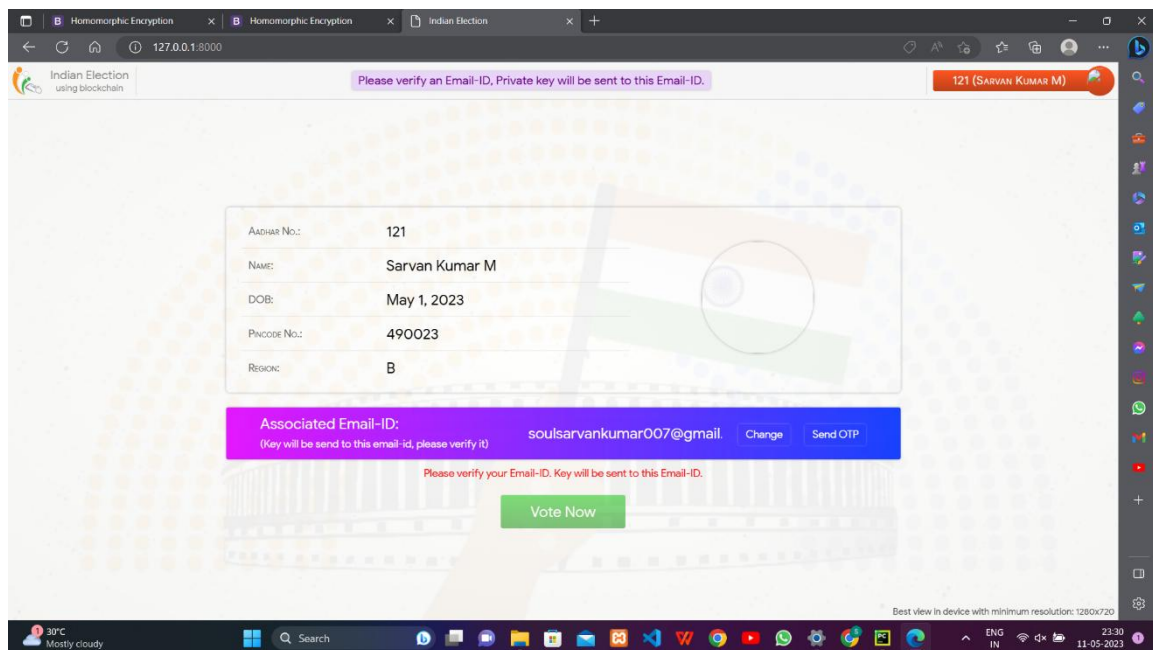 Homomorphic Encryption
Homomorphic Encryption
Indian Election
127.0.0.1:8000
Indian Election
using blockchain
Please verify an Email-ID, Private key will be sent to this Email-ID.
121 (Sarvan Kumar M)
Aadhar No.: 121
Name: Sarvan Kumar M
DOB: May 1, 2023
Pincode No.: 490023
Region: B
Associated Email-ID:
(Key will be send to this email-id, please verify it)
soulsarvankumar007@gmail.
Change
Send OTP
Please verify your Email-ID. Key will be sent to this Email-ID.
Vote Now
Best view in device with minimum resolution: 1280x720
1
30°C
Mostly cloudy
Search
ENG
IN
23:30
11-05-2023
1